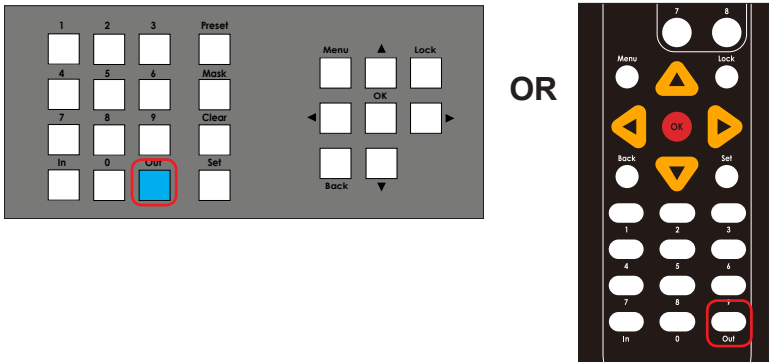 1 2 3 Preset
4 5 6 Mask
7 8 9 Clear
In 0 Out Set
Menu ▲ Lock
OK
◀ ▶
Back ▼
OR
7 8
Menu Lock
OK
Back Set
1 2 3
4 5 6
7 8 9
In 0 Out